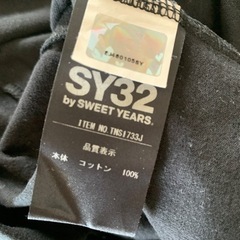 SY32
by SWEET YEARS.
ITEM NO.TNS1733J
品質表示
本体 コットン 100%